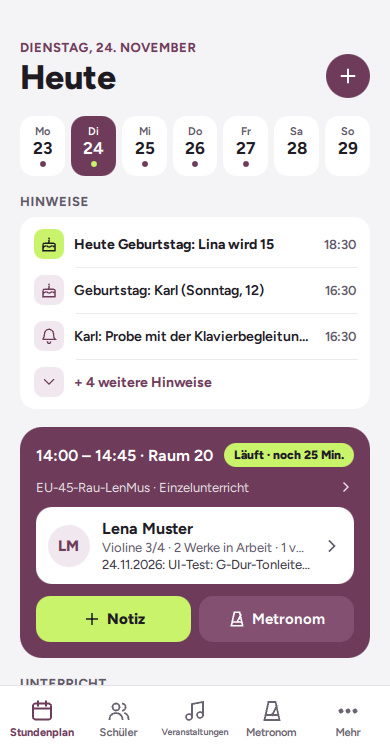 DIENSTAG, 24. NOVEMBER
Heute
Mo Di Mi Do Fr Sa So
23 24 25 26 27 28 29
HINWEISE
Heute Geburtstag: Lina wird 15 18:30
Geburtstag: Karl (Sonntag, 12) 16:30
Karl: Probe mit der Klavierbegleitun... 16:30
+ 4 weitere Hinweise
14:00 – 14:45 · Raum 20 Läuft · noch 25 Min.
EU-45-Rau-LenMus · Einzelunterricht
LM
Lena Muster
Violine 3/4 · 2 Werke in Arbeit · 1 v...
24.11.2026: UI-Test: G-Dur-Tonleite...
+ Notiz Metronom
UNTERRICHT
Stundenplan Schüler Veranstaltungen Metronom Mehr